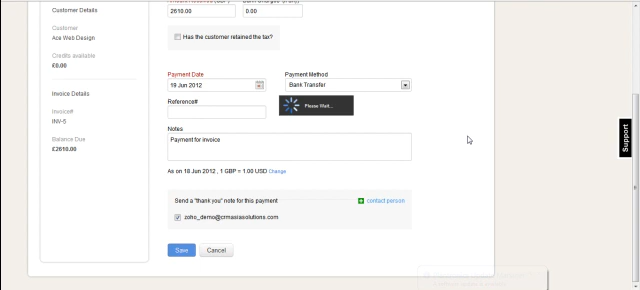 Customer Details
Customer
Ace Web Design
Credits available
£0.00
Invoice Details
Invoice#
INV-5
Balance Due
£2610.00
2610.00
0.00
Has the customer retained the tax?
Payment Date
Payment Method
19 Jun 2012
Bank Transfer
Reference#
Please Wait...
Notes
Payment for invoice
As on 18 Jun 2012 , 1 GBP = 1.00 USD Change
Send a "thank you" note for this payment
contact person
zoho_demo@crmasiasolutions.com
Save
Cancel
Support